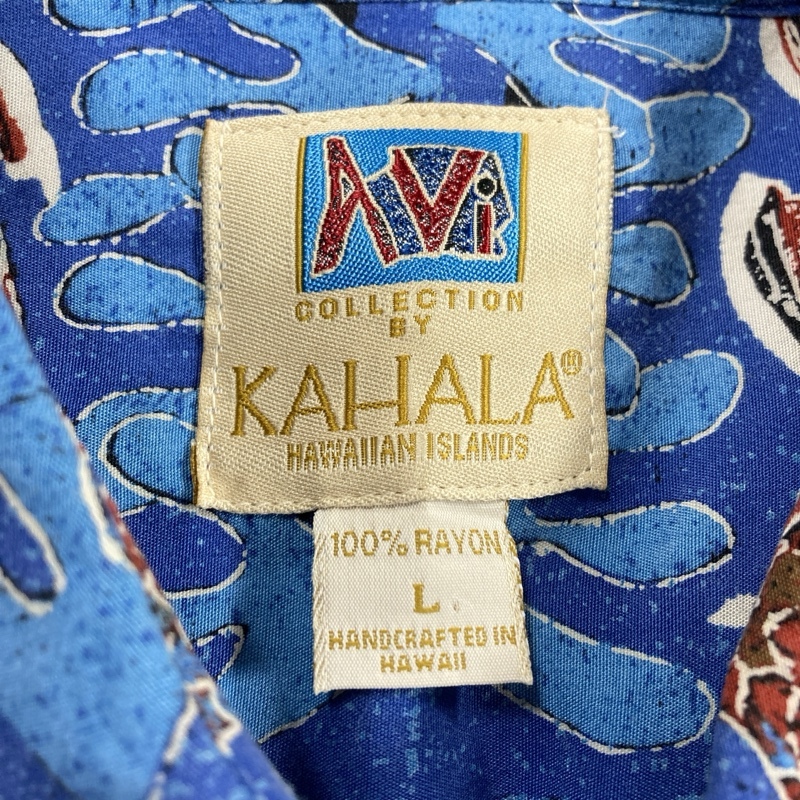 AVi
COLLECTION
BY
KAHALA®
HAWAIIAN ISLANDS
100% RAYON
L
HANDCRAFTED IN
HAWAII